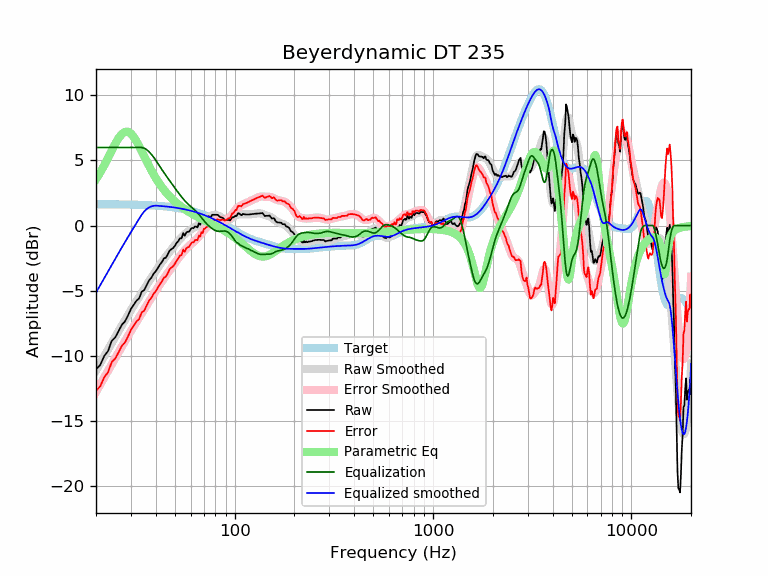 Beyerdynamic DT 235
Amplitude (dBr)
10
5
0
−5
−10
−15
−20
Target
Raw Smoothed
Error Smoothed
Raw
Error
Parametric Eq
Equalization
Equalized smoothed
100
1000
10000
Frequency (Hz)